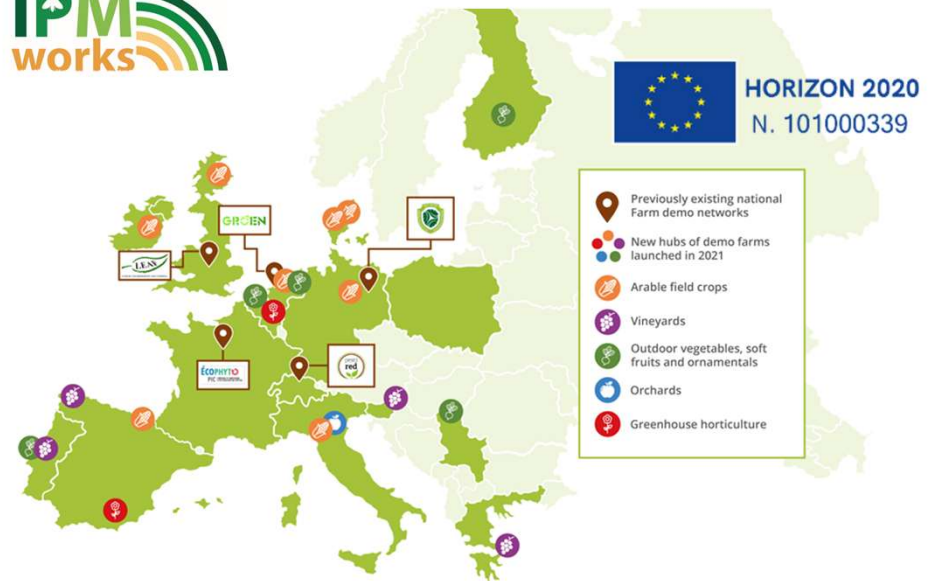 IPM
works
HORIZON 2020
N. 101000339
Previously existing national
Farm demo networks
New hubs of demo farms
launched in 2021
Arable field crops
Vineyards
Outdoor vegetables, soft
fruits and ornamentals
Orchards
Greenhouse horticulture
GROEN
LEAF
ÉCOPHYTO
red